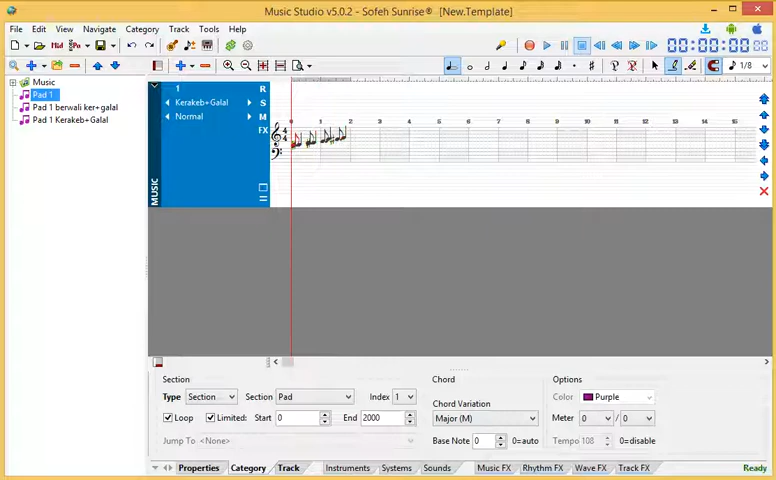 Music Studio v5.0.2 - Sofeh Sunrise® [New.Template]
File Edit View Navigate Category Track Tools Help
00:00:00:00
1/8
Music
Pad 1
Pad 1 berwali ker+galal
Pad 1 Kerakeb+Galal
1 R
Kerakeb+Galal S
Normal M
FX
MUSIC
0 1 2 3 4 5 6 7 8 9 10 11 12 13 14 15
4
4
Section
Type Section Section Pad Index 1
Loop Limited: Start 0 End 2000
Jump To <None>
Chord
Chord Variation
Major (M)
Base Note 0 0=auto
Options
Color Purple
Meter 0 / 0
Tempo 108 0=disable
Properties Category Track Instruments Systems Sounds Music FX Rhythm FX Wave FX Track FX Ready